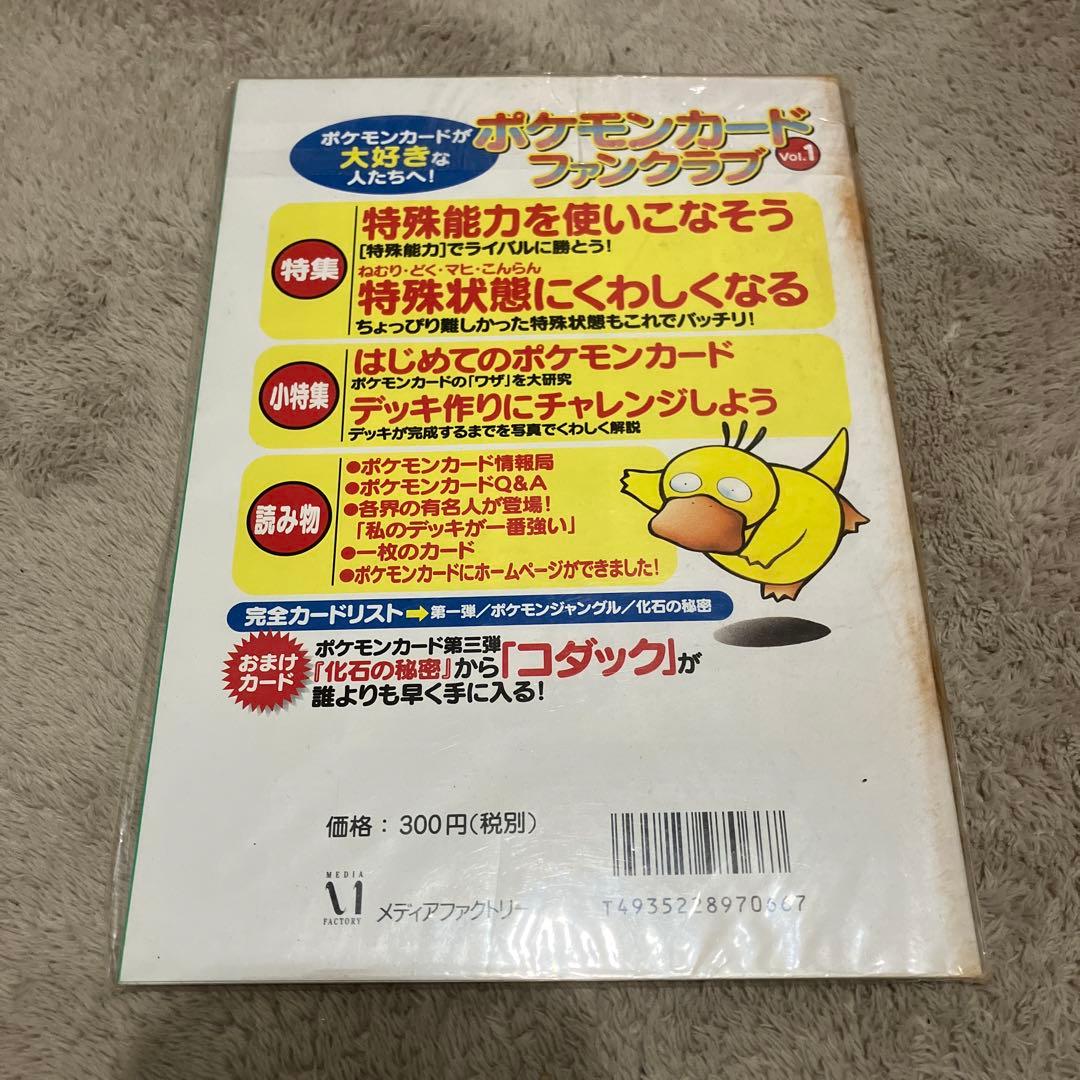 ポケモンカードが
大好きな
人たちへ!
ポケモンカード
ファンクラブ
Vol.1
特集
特殊能力を使いこなそう
[特殊能力]でライバルに勝とう!
ねむり・どく・マヒ・こんらん
特殊状態にくわしくなる
ちょっぴり難しかった特殊状態もこれでバッチリ!
小特集
はじめてのポケモンカード
ポケモンカードの「ワザ」を大研究
デッキ作りにチャレンジしよう
デッキが完成するまでを写真でくわしく解説
読み物
●ポケモンカード情報局
●ポケモンカードQ&A
●各界の有名人が登場!
「私のデッキが一番強い」
●一枚のカード
●ポケモンカードにホームページができました!
完全カードリスト➡第一弾/ポケモンジャングル/化石の秘密
おまけ
カード
ポケモンカード第三弾
『化石の秘密』から「コダック」が
誰よりも早く手に入る!
価格:300円(税別)
MEDIA
FACTORY
メディアファクトリー
T4935228970667